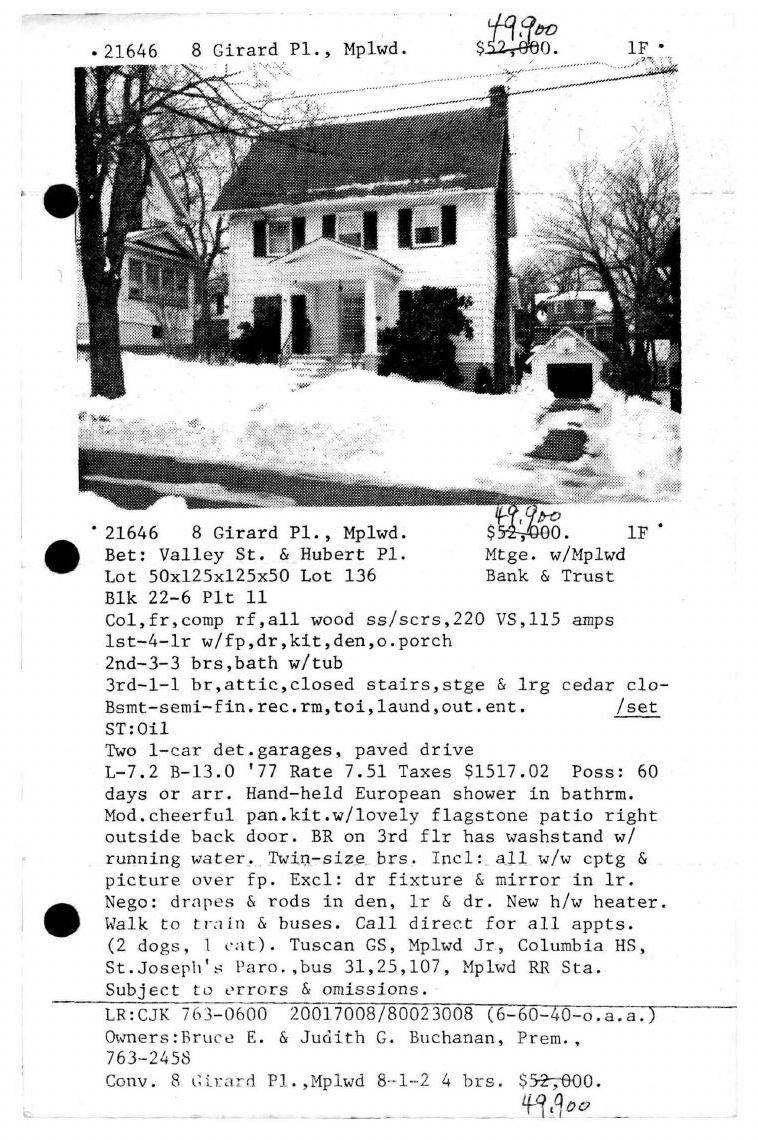 49,900
• 21646 8 Girard Pl., Mplwd. $52,000. 1F •
49,900
• 21646 8 Girard Pl., Mplwd. $52,000. 1F •
Bet: Valley St. & Hubert Pl. Mtge. w/Mplwd
Lot 50x125x125x50 Lot 136 Bank & Trust
Blk 22-6 Plt 11
Col,fr,comp rf,all wood ss/scrs,220 VS,115 amps
1st-4-lr w/fp,dr,kit,den,o.porch
2nd-3-3 brs,bath w/tub
3rd-1-1 br,attic,closed stairs,stge & lrg cedar clo-
Bsmt-semi-fin.rec.rm,toi,laund,out.ent. /set
ST:Oil
Two 1-car det.garages, paved drive
L-7.2 B-13.0 '77 Rate 7.51 Taxes $1517.02 Poss: 60
days or arr. Hand-held European shower in bathrm.
Mod.cheerful pan.kit.w/lovely flagstone patio right
outside back door. BR on 3rd flr has washstand w/
running water. Twin-size brs. Incl: all w/w cptg &
picture over fp. Excl: dr fixture & mirror in lr.
Nego: drapes & rods in den, lr & dr. New h/w heater.
Walk to train & buses. Call direct for all appts.
(2 dogs, 1 cat). Tuscan GS, Mplwd Jr, Columbia HS,
St.Joseph's Paro.,bus 31,25,107, Mplwd RR Sta.
Subject to errors & omissions.
LR:CJK 763-0600 20017008/80023008 (6-60-40-o.a.a.)
Owners:Bruce E. & Judith G. Buchanan, Prem.,
763-2458
Conv. 8 Girard Pl.,Mplwd 8-1-2 4 brs. $52,000.
49,900